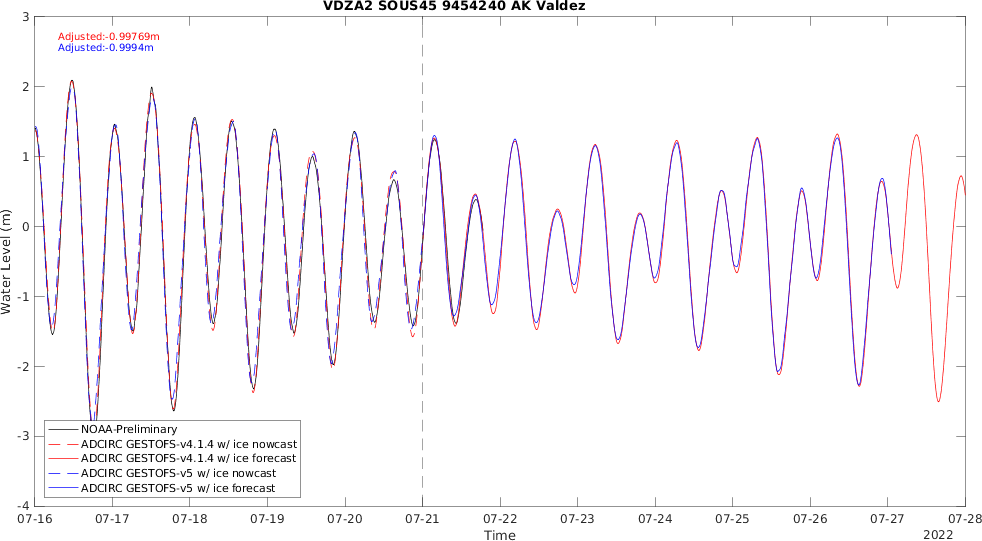 VDZA2 SOUS45 9454240 AK Valdez
Adjusted:-0.99769m
Adjusted:-0.9994m
3
2
1
0
-1
-2
-3
-4
Water Level (m)
NOAA-Preliminary
ADCIRC GESTOFS-v4.1.4 w/ ice nowcast
ADCIRC GESTOFS-v4.1.4 w/ ice forecast
ADCIRC GESTOFS-v5 w/ ice nowcast
ADCIRC GESTOFS-v5 w/ ice forecast
07-16 07-17 07-18 07-19 07-20 07-21 07-22 07-23 07-24 07-25 07-26 07-27 07-28
Time
2022